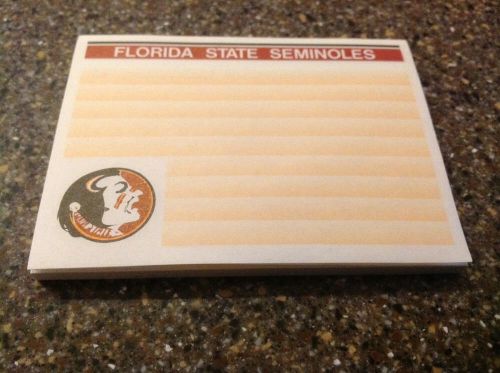 FLORIDA STATE SEMINOLES